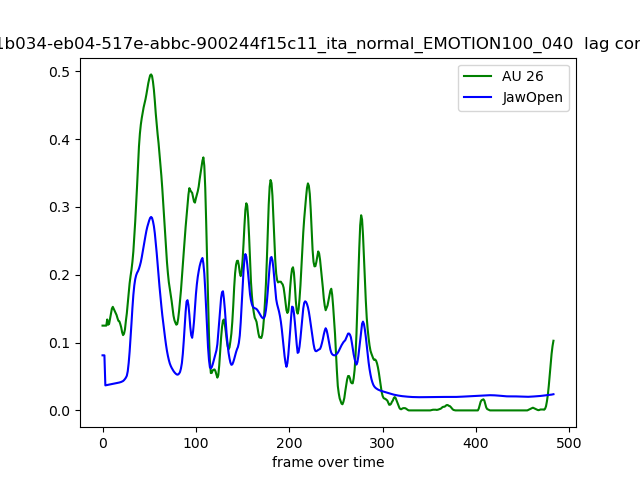 1b034-eb04-517e-abbc-900244f15c11_ita_normal_EMOTION100_040 lag cor
AU 26
JawOpen
0.5
0.4
0.3
0.2
0.1
0.0
0 100 200 300 400 500
frame over time